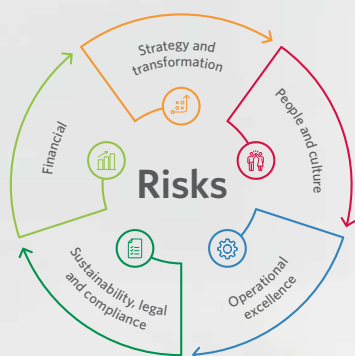 Strategy and
transformation
People and culture
Operational
excellence
Sustainability, legal
and compliance
Financial
Risks